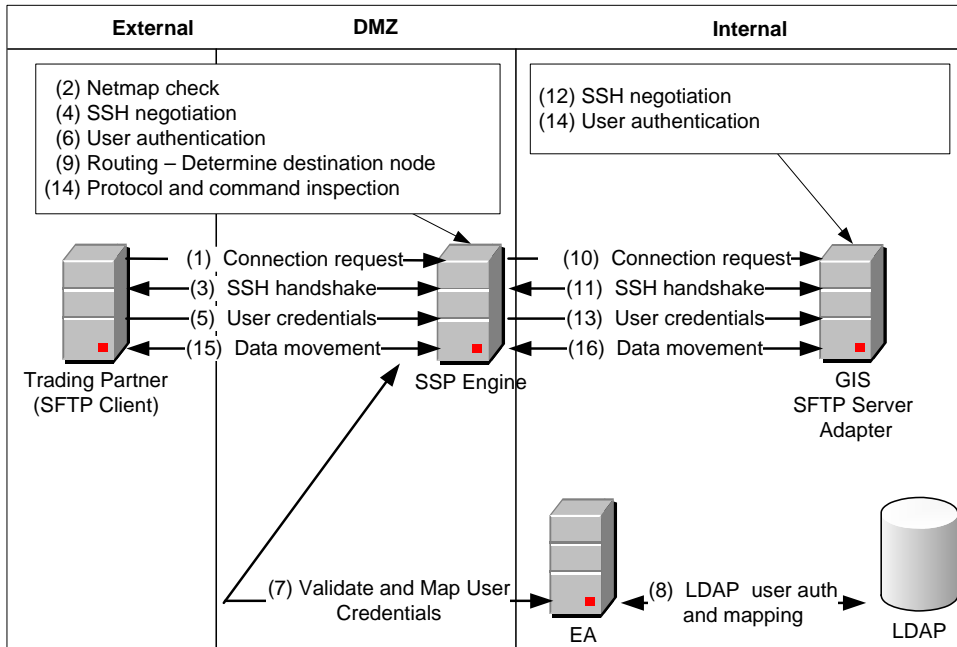 External
DMZ
Internal
(2) Netmap check
(4) SSH negotiation
(6) User authentication
(9) Routing – Determine destination node
(14) Protocol and command inspection
(12) SSH negotiation
(14) User authentication
(1) Connection request
(3) SSH handshake
(5) User credentials
(15) Data movement
(10) Connection request
(11) SSH handshake
(13) User credentials
(16) Data movement
Trading Partner
(SFTP Client)
SSP Engine
GIS
SFTP Server
Adapter
(7) Validate and Map User
Credentials
(8) LDAP user auth
and mapping
EA
LDAP